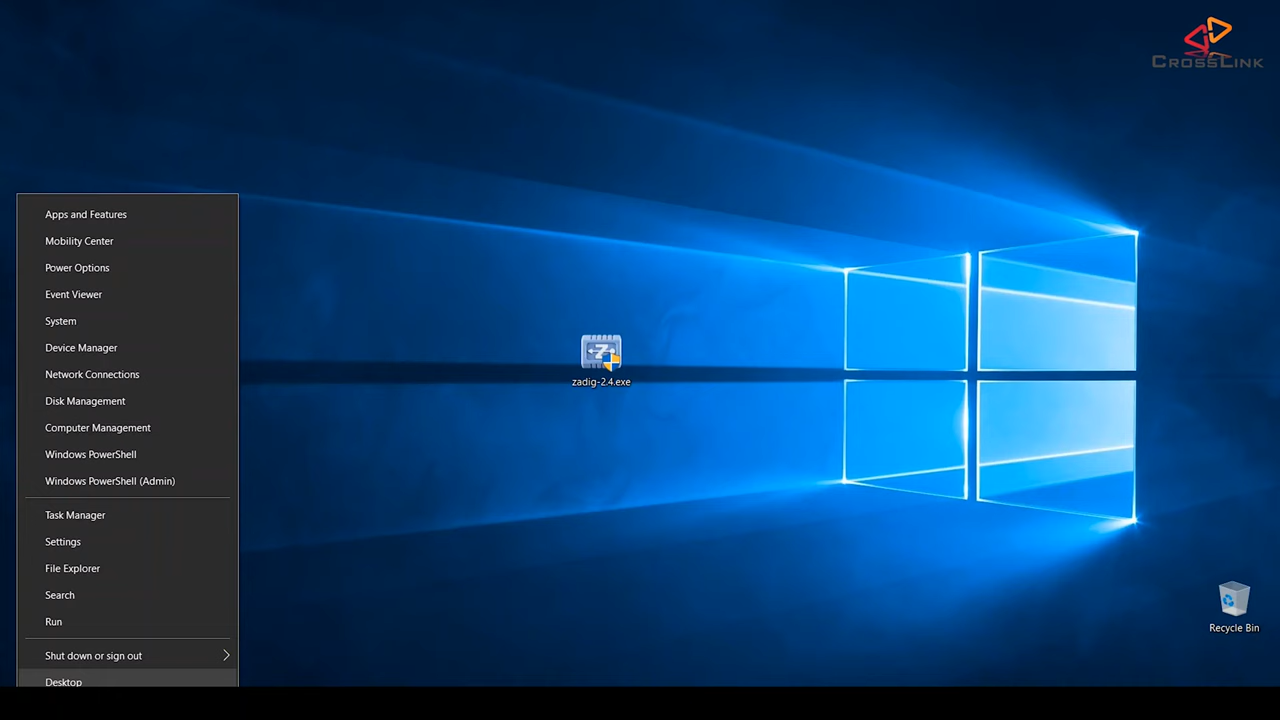 CROSSLINK
Apps and Features
Mobility Center
Power Options
Event Viewer
System
Device Manager
Network Connections
Disk Management
Computer Management
Windows PowerShell
Windows PowerShell (Admin)
Task Manager
Settings
File Explorer
Search
Run
Shut down or sign out
Desktop
zadig-2.4.exe
Recycle Bin